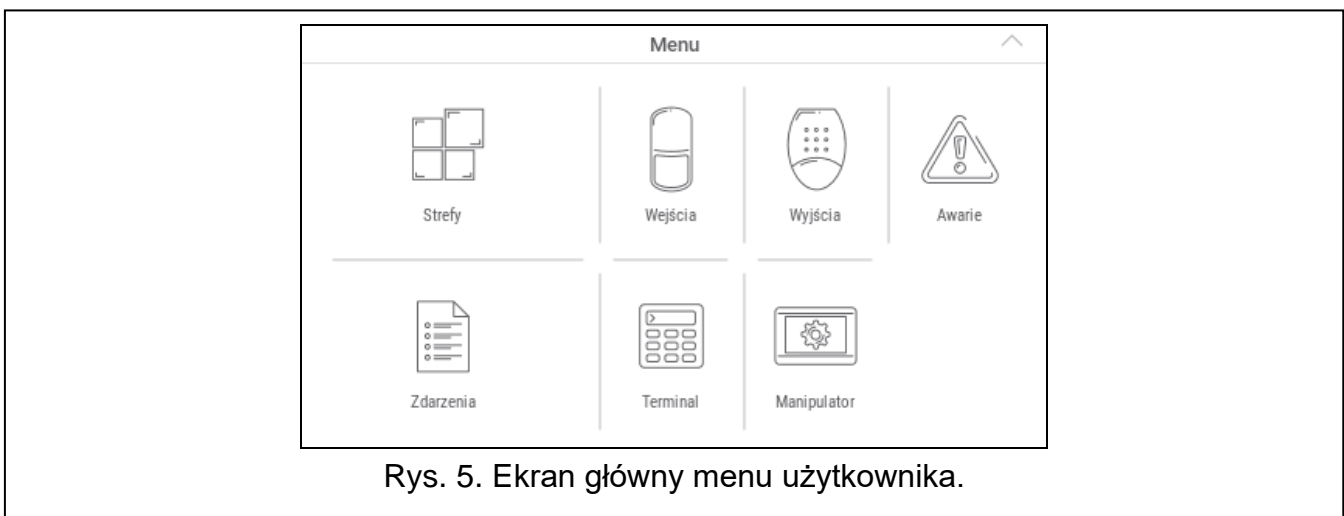 Menu
Strefy
Wejścia
Wyjścia
Awarie
Zdarzenia
Terminal
Manipulator
Rys. 5. Ekran główny menu użytkownika.